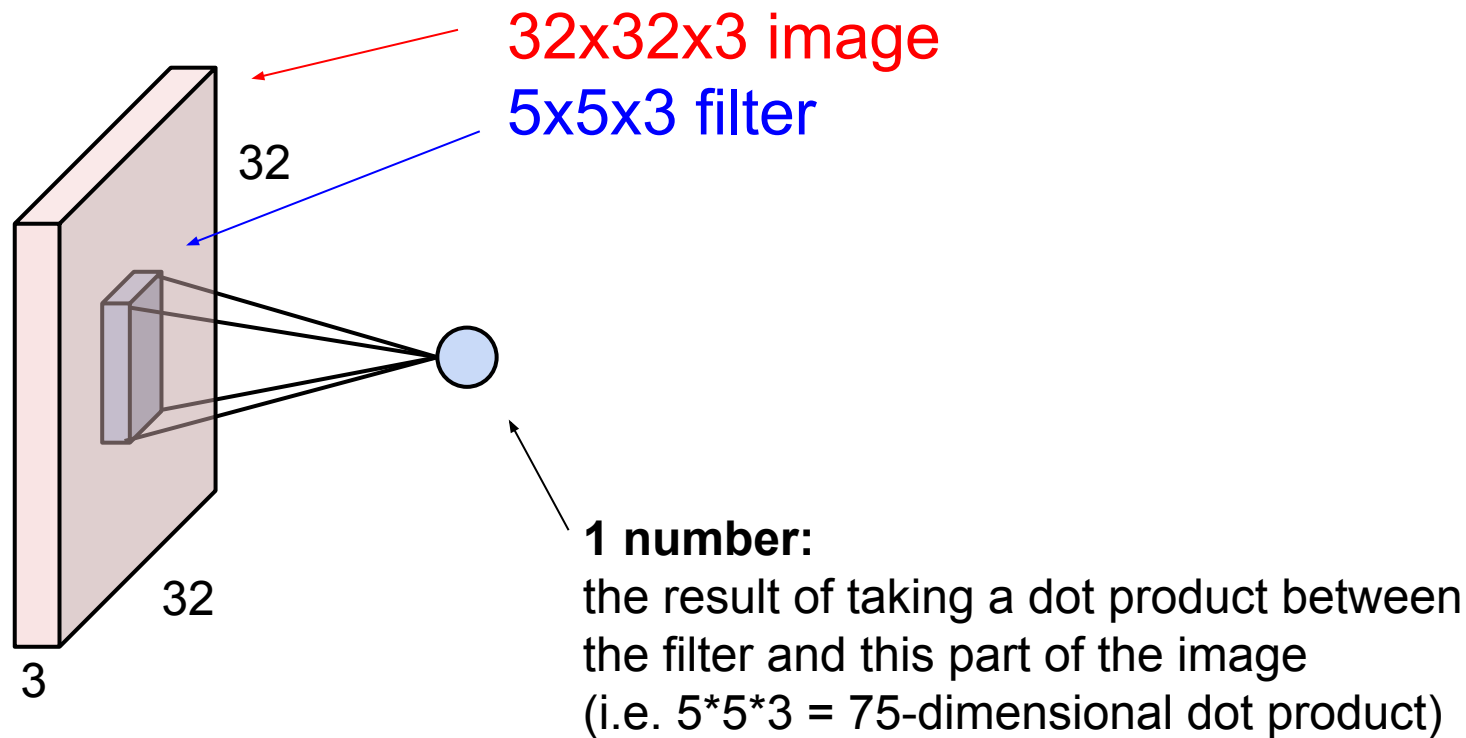 32x32x3 image
5x5x3 filter
32
32
3
1 number:
the result of taking a dot product between
the filter and this part of the image
(i.e. 5*5*3 = 75-dimensional dot product)